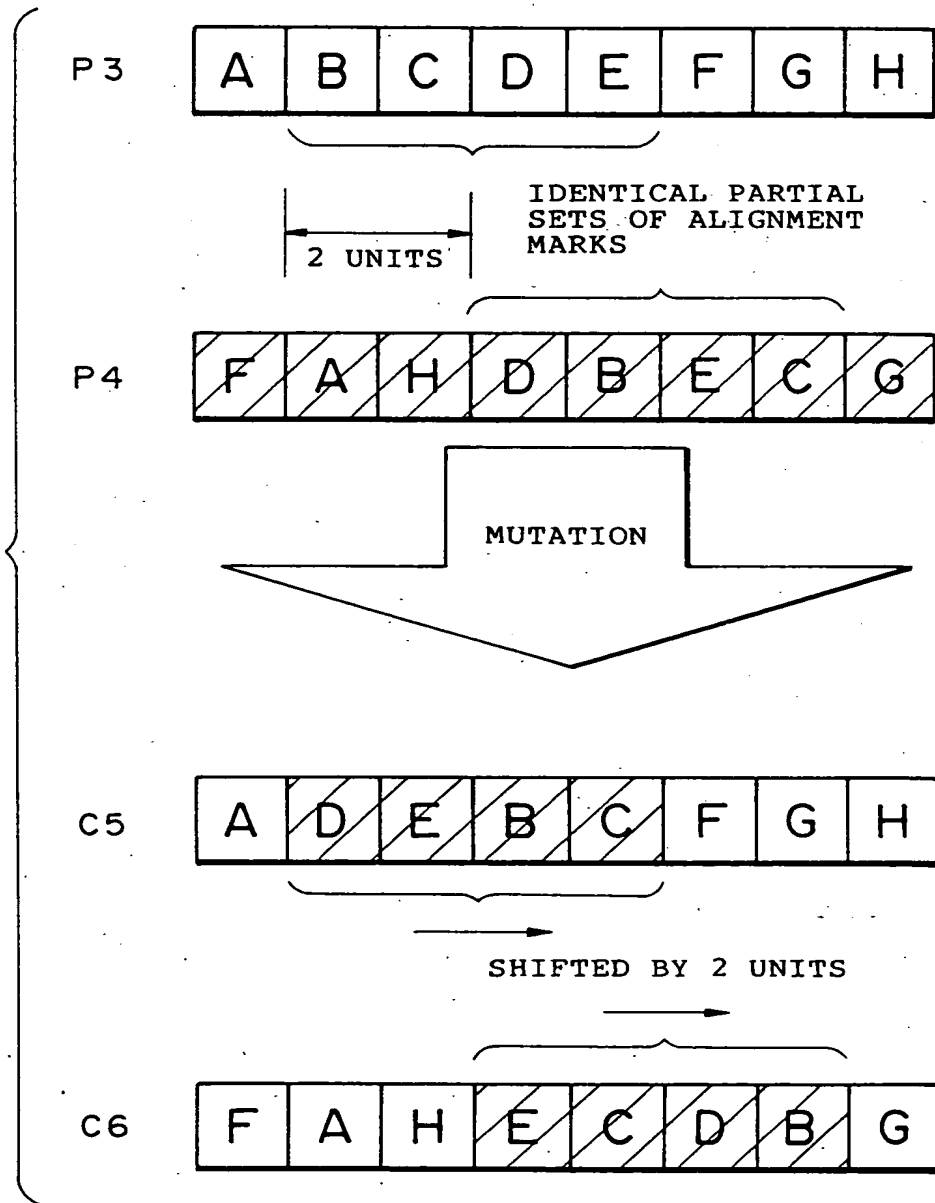 P3 A B C D E F G H
IDENTICAL PARTIAL
SETS OF ALIGNMENT
MARKS
2 UNITS
P4 F A H D B E C G
MUTATION
C5 A D E B C F G H
SHIFTED BY 2 UNITS
C6 F A H E C D B G